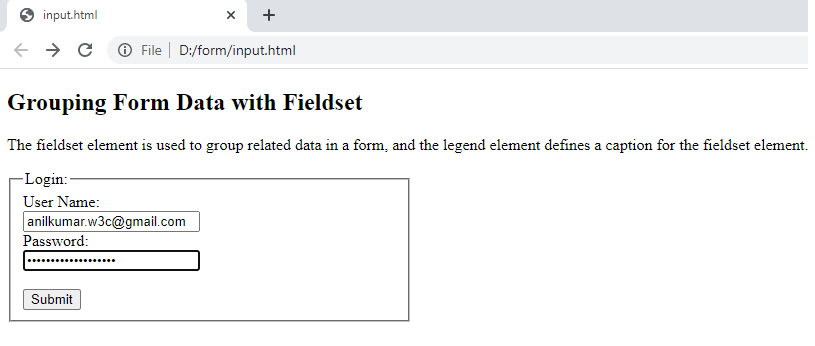 input.html
File
D:/form/input.html
Grouping Form Data with Fieldset
The fieldset element is used to group related data in a form, and the legend element defines a caption for the fieldset element.
Login:
User Name:
anilkumar.w3c@gmail.com
Password:
•••••••••••••••••••
Submit